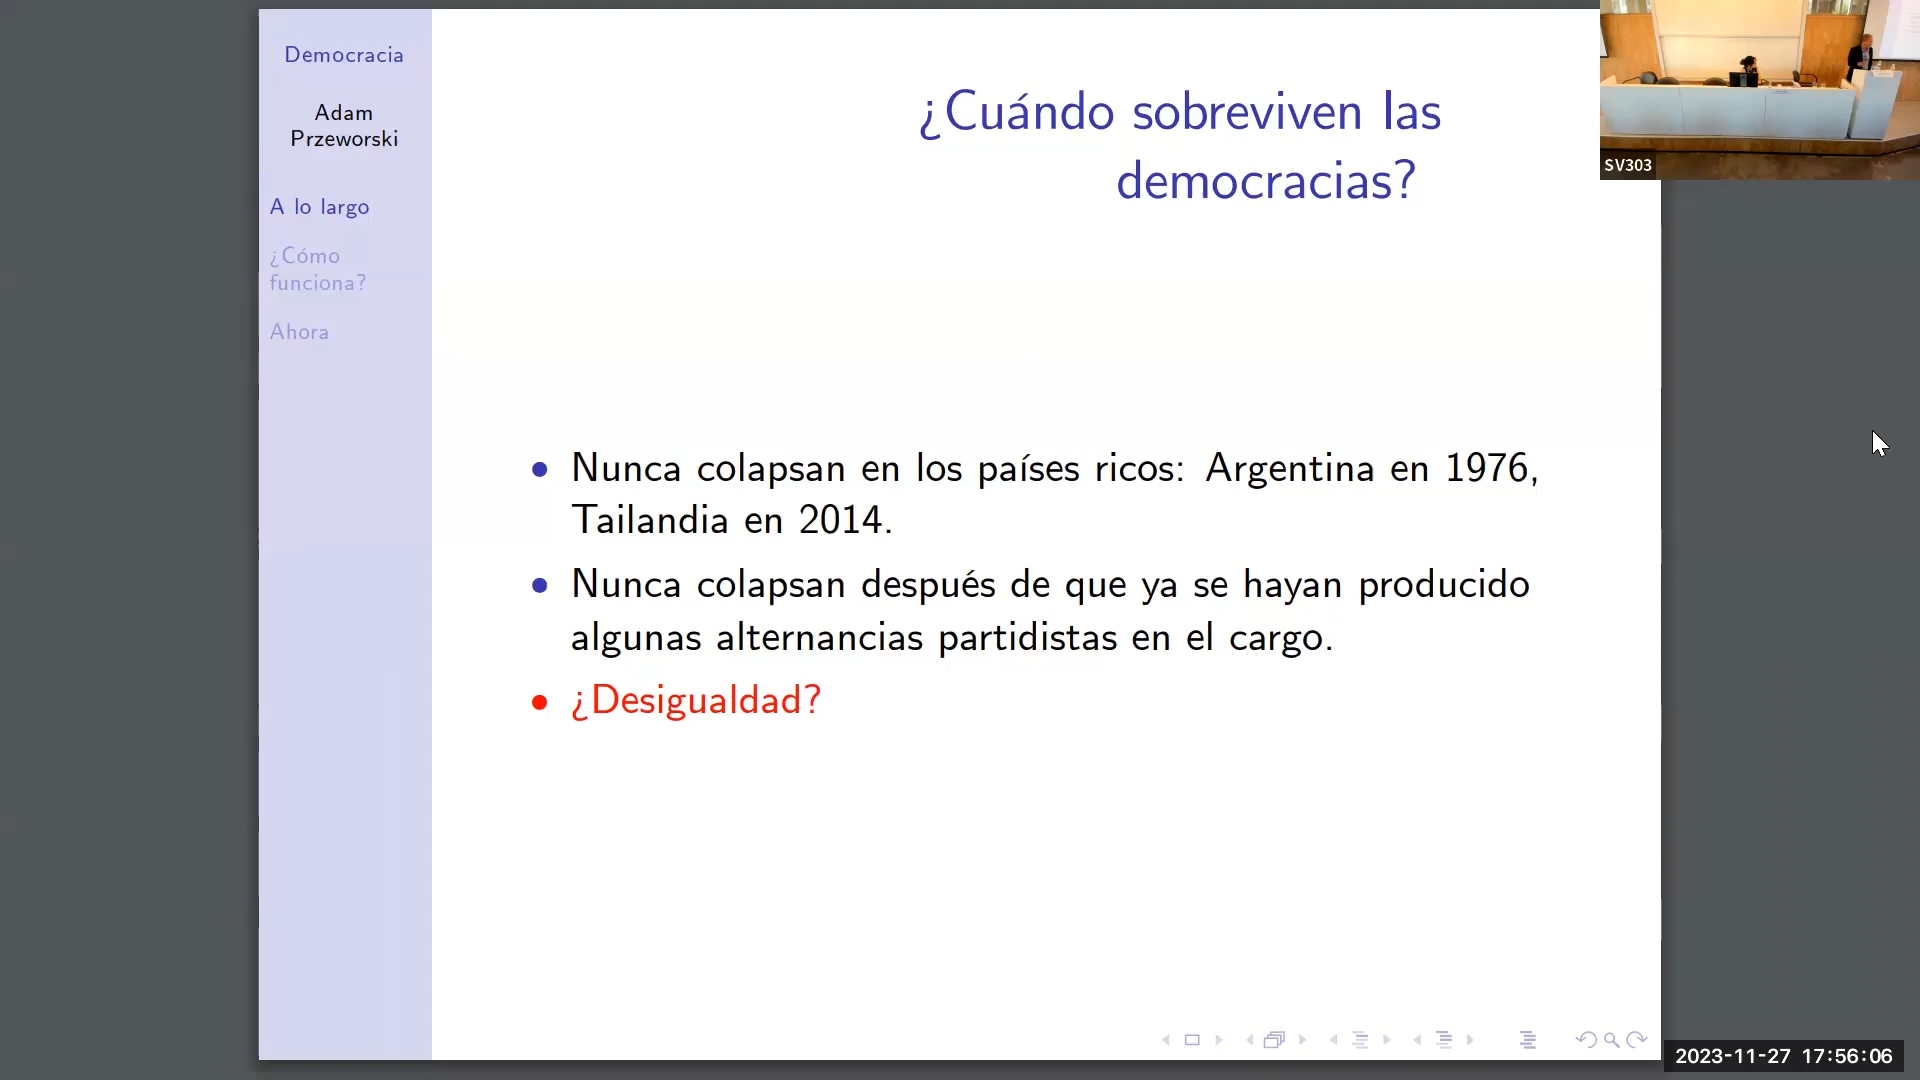 Democracia
Adam
Przeworski
A lo largo
¿Cómo
funciona?
Ahora
¿Cuándo sobreviven las
democracias?
• Nunca colapsan en los países ricos: Argentina en 1976,
Tailandia en 2014.
• Nunca colapsan después de que ya se hayan producido
algunas alternancias partidistas en el cargo.
• ¿Desigualdad?
SV303
2023-11-27 17:56:06